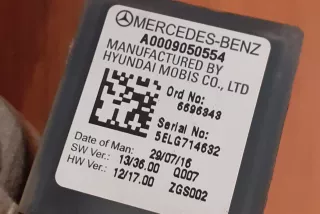 MERCEDES-BENZ
A0009050554
MANUFACTURED BY
HYUNDAI MOBIS CO., LTD
Ord No:
6696343
Serial No:
5ELG714632
Date of Man: 29/07/16
SW Ver.: 13/36.00 Q007
HW Ver.: 12/17.00 ZGS002